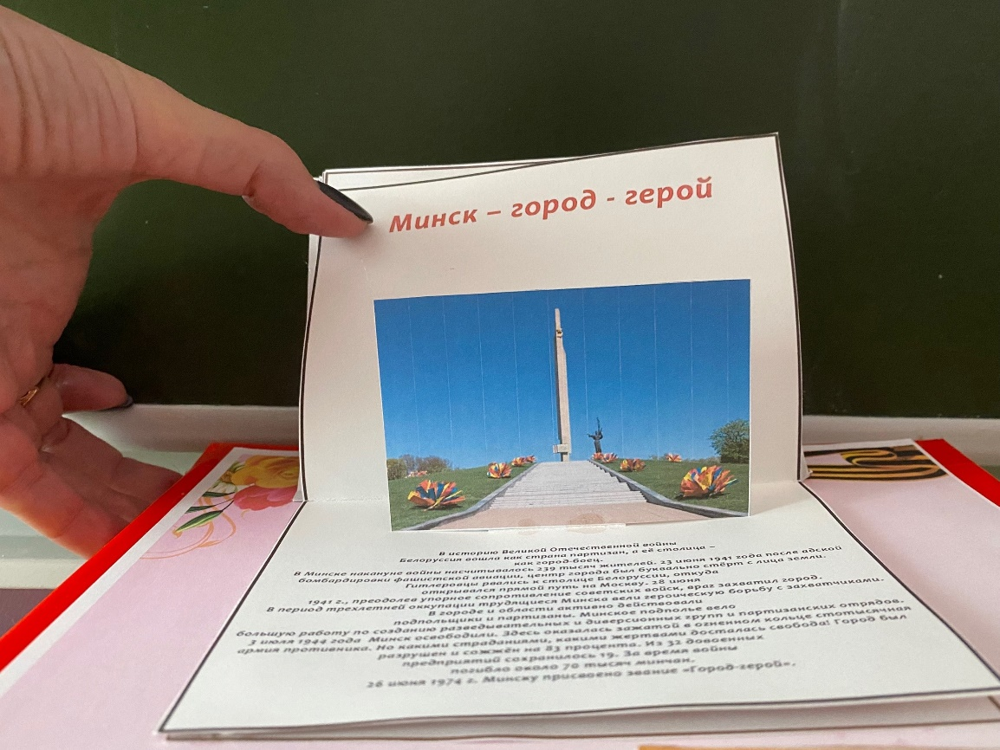 Минск – город - герой
В историю Великой Отечественной войны
Белоруссия вошла как страна партизан, а её столица –
как город-боец.
В Минске накануне войны насчитывалось 239 тысяч жителей. 23 июня 1941 года после адской
бомбардировки фашистской авиации, центр города был буквально стёрт с лица земли.
Гитлеровцы рвались к столице Белоруссии, откуда
открывался прямой путь на Москву. 28 июня
1941 г., преодолев упорное сопротивление советских войск, враг захватил город.
В период трехлетней оккупации трудящиеся Минска вели героическую борьбу с захватчиками.
В городе и области активно действовали
подпольщики и партизаны. Минское подполье вело
большую работу по созданию разведывательных и диверсионных групп и партизанских отрядов.
3 июля 1944 года Минск освободили. Здесь оказалась зажатой в огненном кольце стотысячная
армия противника. Но какими страданиями, какими жертвами досталась свобода! Город был
разрушен и сожжён на 83 процента. Из 32 довоенных
предприятий сохранилось 19. За время войны
погибло около 70 тысяч минчан.
26 июня 1974 г. Минску присвоено звание «Город-герой».